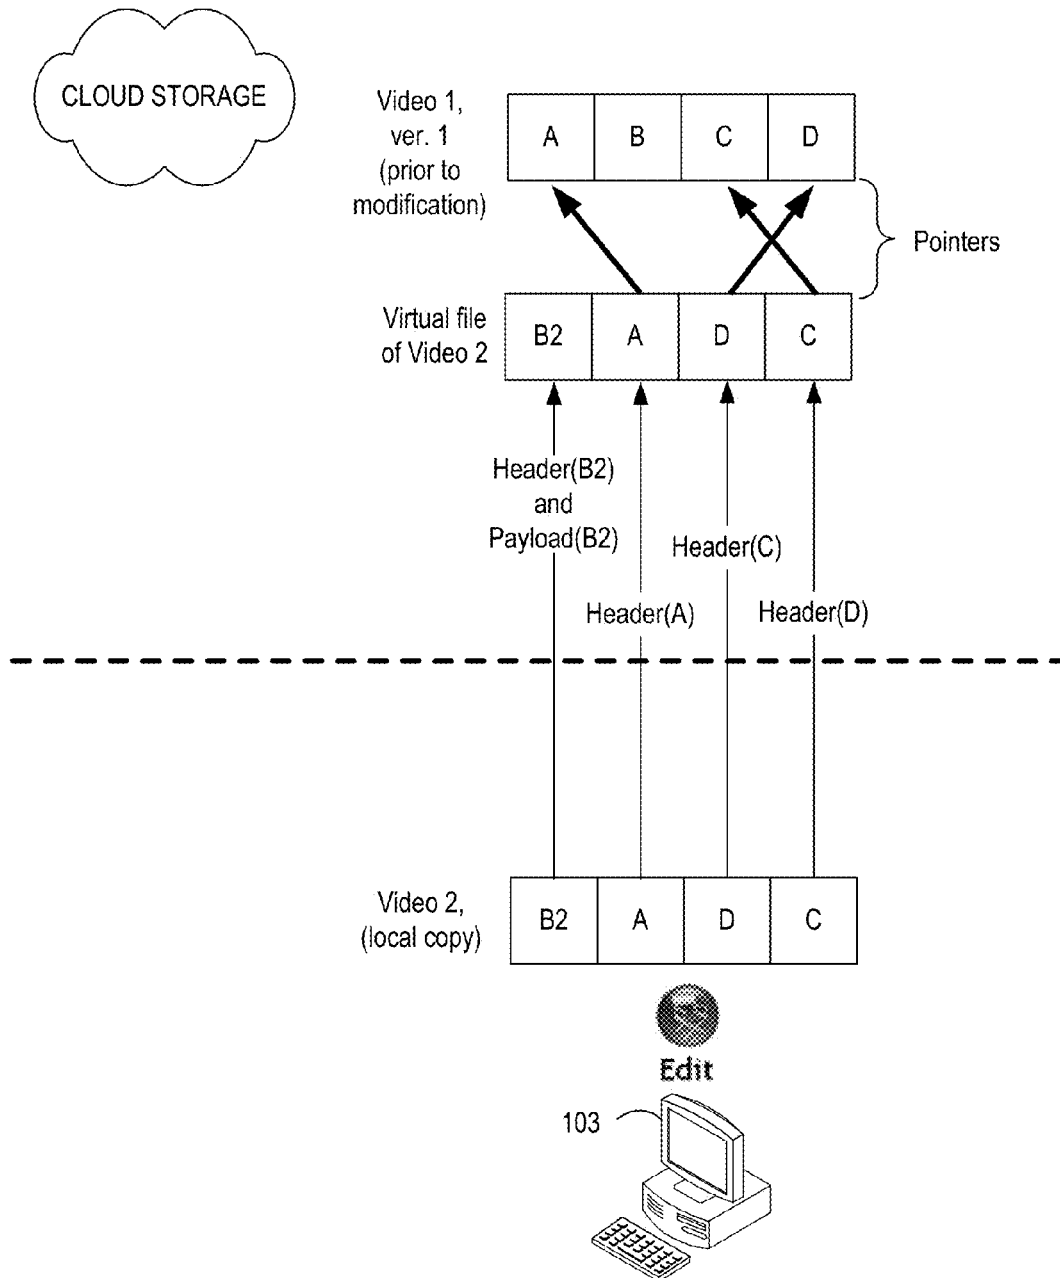 CLOUD STORAGE
Video 1,
ver. 1
(prior to
modification)
A B C D
Pointers
Virtual file
of Video 2
B2 A D C
Header(B2)
and
Payload(B2)
Header(C)
Header(A)
Header(D)
Video 2,
(local copy)
B2 A D C
Edit
103